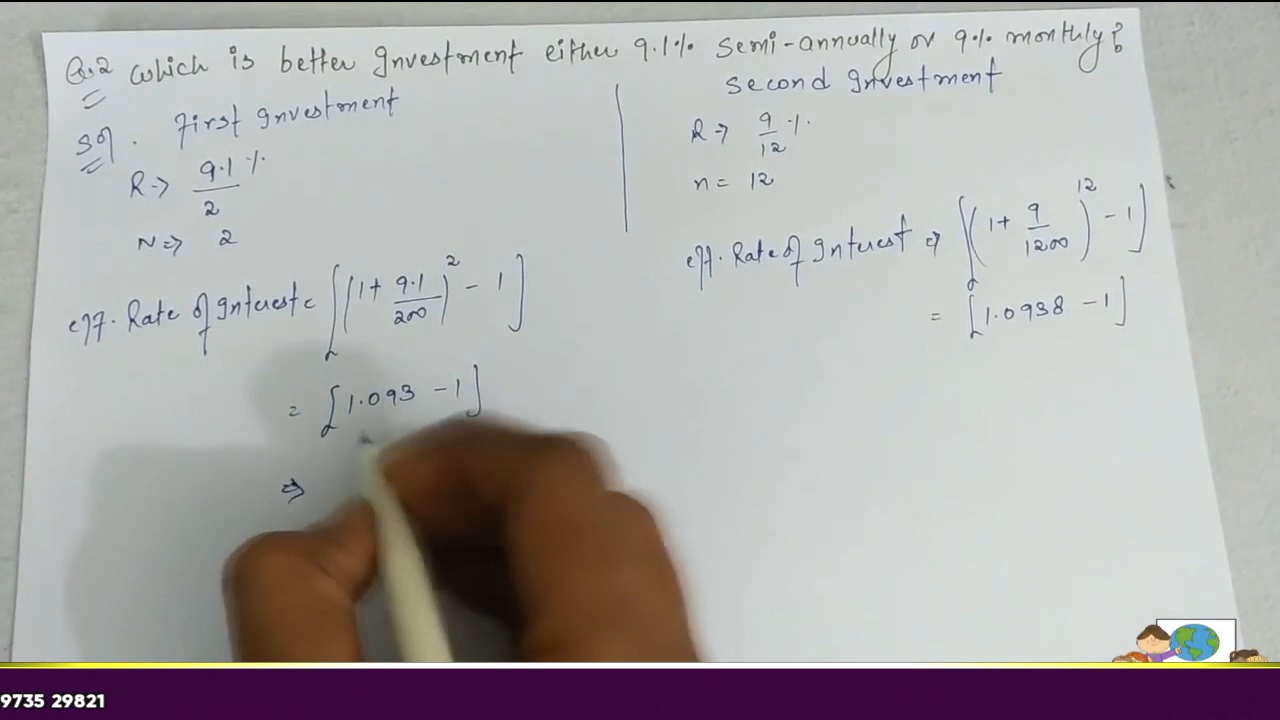 Q.2 which is better Investment either 9.1% semi-annually or 9% monthly?
Sol. First Investment
R → 9.1/2 %
N ⇒ 2
eff. Rate of Interest = [(1 + 9.1/200)^2 - 1]
= [1.093 - 1]
⇒
Second Investment
R → 9/12 %
n = 12
eff. Rate of Interest ⇒ [(1 + 9/1200)^12 - 1]
= [1.0938 - 1]
9735 29821